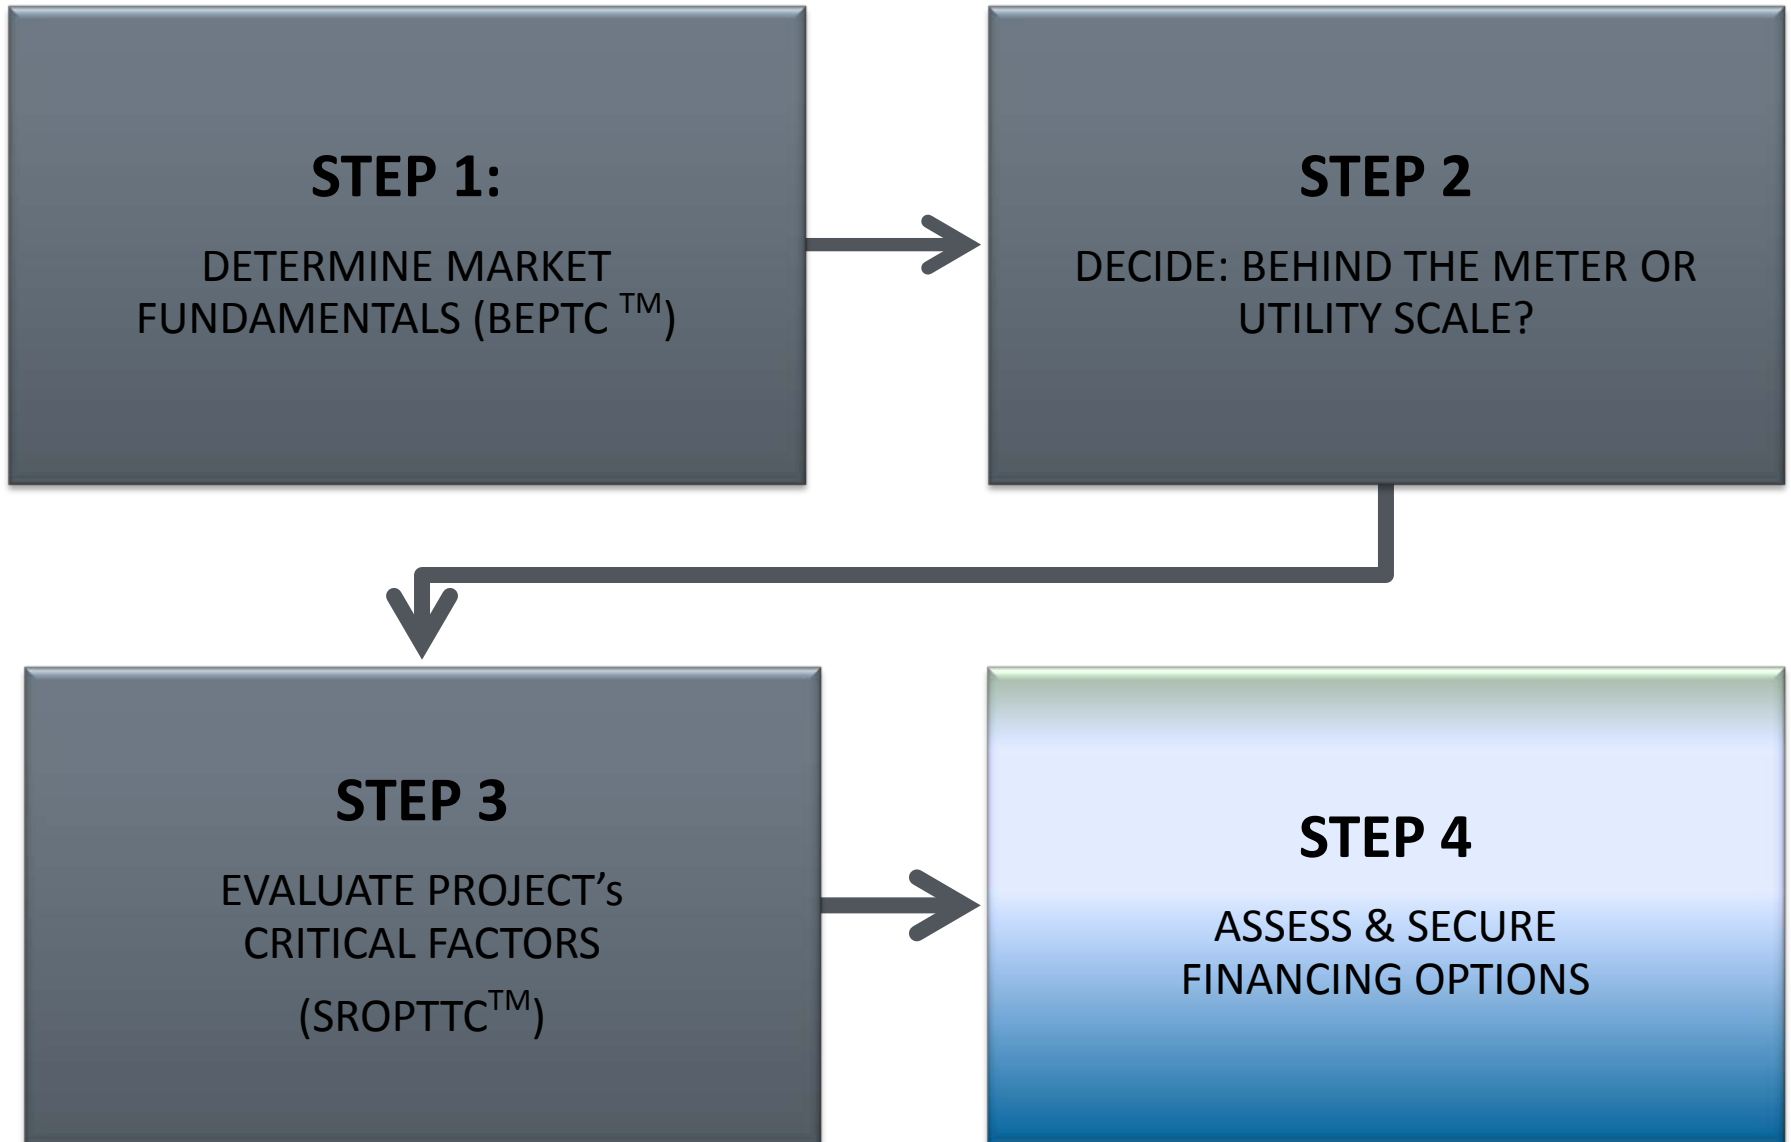 STEP 1:
DETERMINE MARKET
FUNDAMENTALS (BEPTC ™)
STEP 2
DECIDE: BEHIND THE METER OR
UTILITY SCALE?
STEP 3
EVALUATE PROJECT's
CRITICAL FACTORS
(SROPTTC™)
STEP 4
ASSESS & SECURE
FINANCING OPTIONS